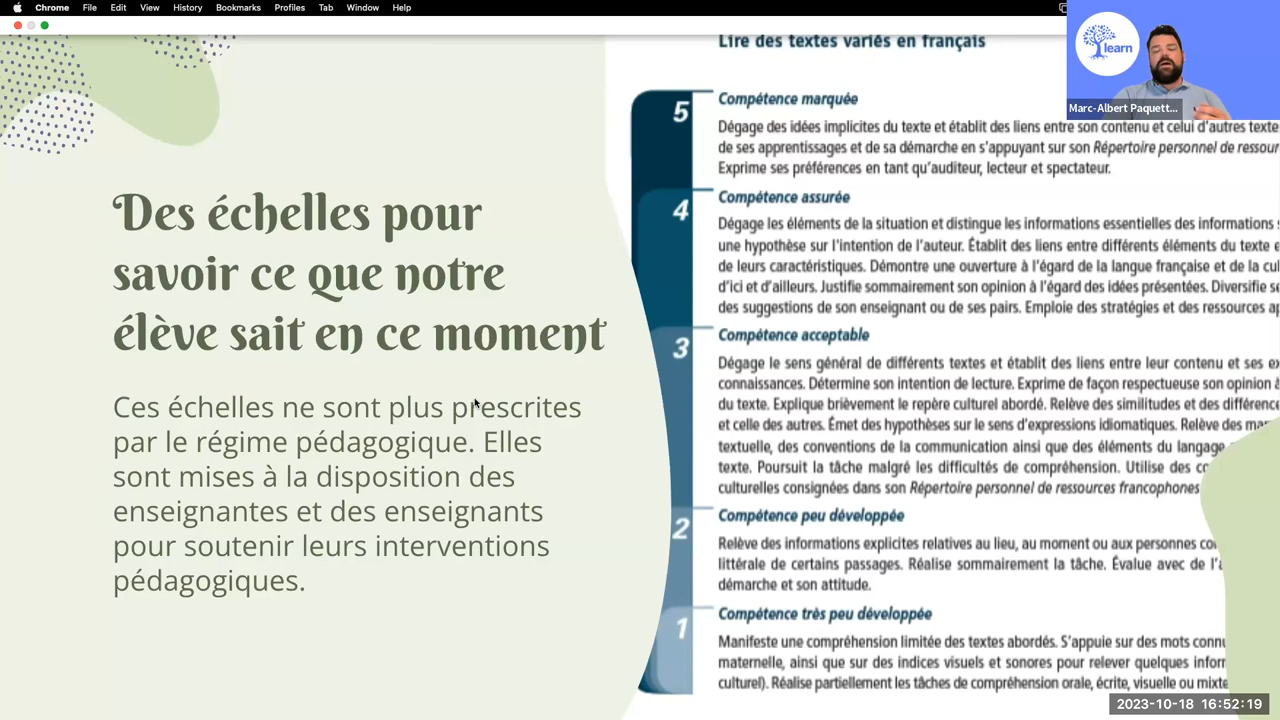 Chrome File Edit View History Bookmarks Profiles Tab Window Help
learn
Marc-Albert Paquett...
Des échelles pour
savoir ce que notre
élève sait en ce moment
Ces échelles ne sont plus prescrites
par le régime pédagogique. Elles
sont mises à la disposition des
enseignantes et des enseignants
pour soutenir leurs interventions
pédagogiques.
Lire des textes variés en français
5 Compétence marquée
Dégage des idées implicites du texte et établit des liens entre son contenu et celui d'autres texte
de ses apprentissages et de sa démarche en s'appuyant sur son Répertoire personnel de ressour
Exprime ses préférences en tant qu'auditeur, lecteur et spectateur.
4 Compétence assurée
Dégage les éléments de la situation et distingue les informations essentielles des informations
une hypothèse sur l'intention de l'auteur. Établit des liens entre différents éléments du texte e
de leurs caractéristiques. Démontre une ouverture à l'égard de la langue française et de la cul
d'ici et d'ailleurs. Justifie sommairement son opinion à l'égard des idées présentées. Diversifie se
des suggestions de son enseignant ou de ses pairs. Emploie des stratégies et des ressources ap
3 Compétence acceptable
Dégage le sens général de différents textes et établit des liens entre leur contenu et ses ex
connaissances. Détermine son intention de lecture. Exprime de façon respectueuse son opinion à
du texte. Explique brièvement le repère culturel abordé. Relève des similitudes et des différence
et celle des autres. Émet des hypothèses sur le sens d'expressions idiomatiques. Relève des mar
textuelle, des conventions de la communication ainsi que des éléments du langage
texte. Poursuit la tâche malgré les difficultés de compréhension. Utilise des co
culturelles consignées dans son Répertoire personnel de ressources francophones
2 Compétence peu développée
Relève des informations explicites relatives au lieu, au moment ou aux personnes co
littérale de certains passages. Réalise sommairement la tâche. Évalue avec de l'a
démarche et son attitude.
1 Compétence très peu développée
Manifeste une compréhension limitée des textes abordés. S'appuie sur des mots connu
maternelle, ainsi que sur des indices visuels et sonores pour relever quelques inform
culturel). Réalise partiellement les tâches de compréhension orale, écrite, visuelle ou mixte
2023-10-18 16:52:19